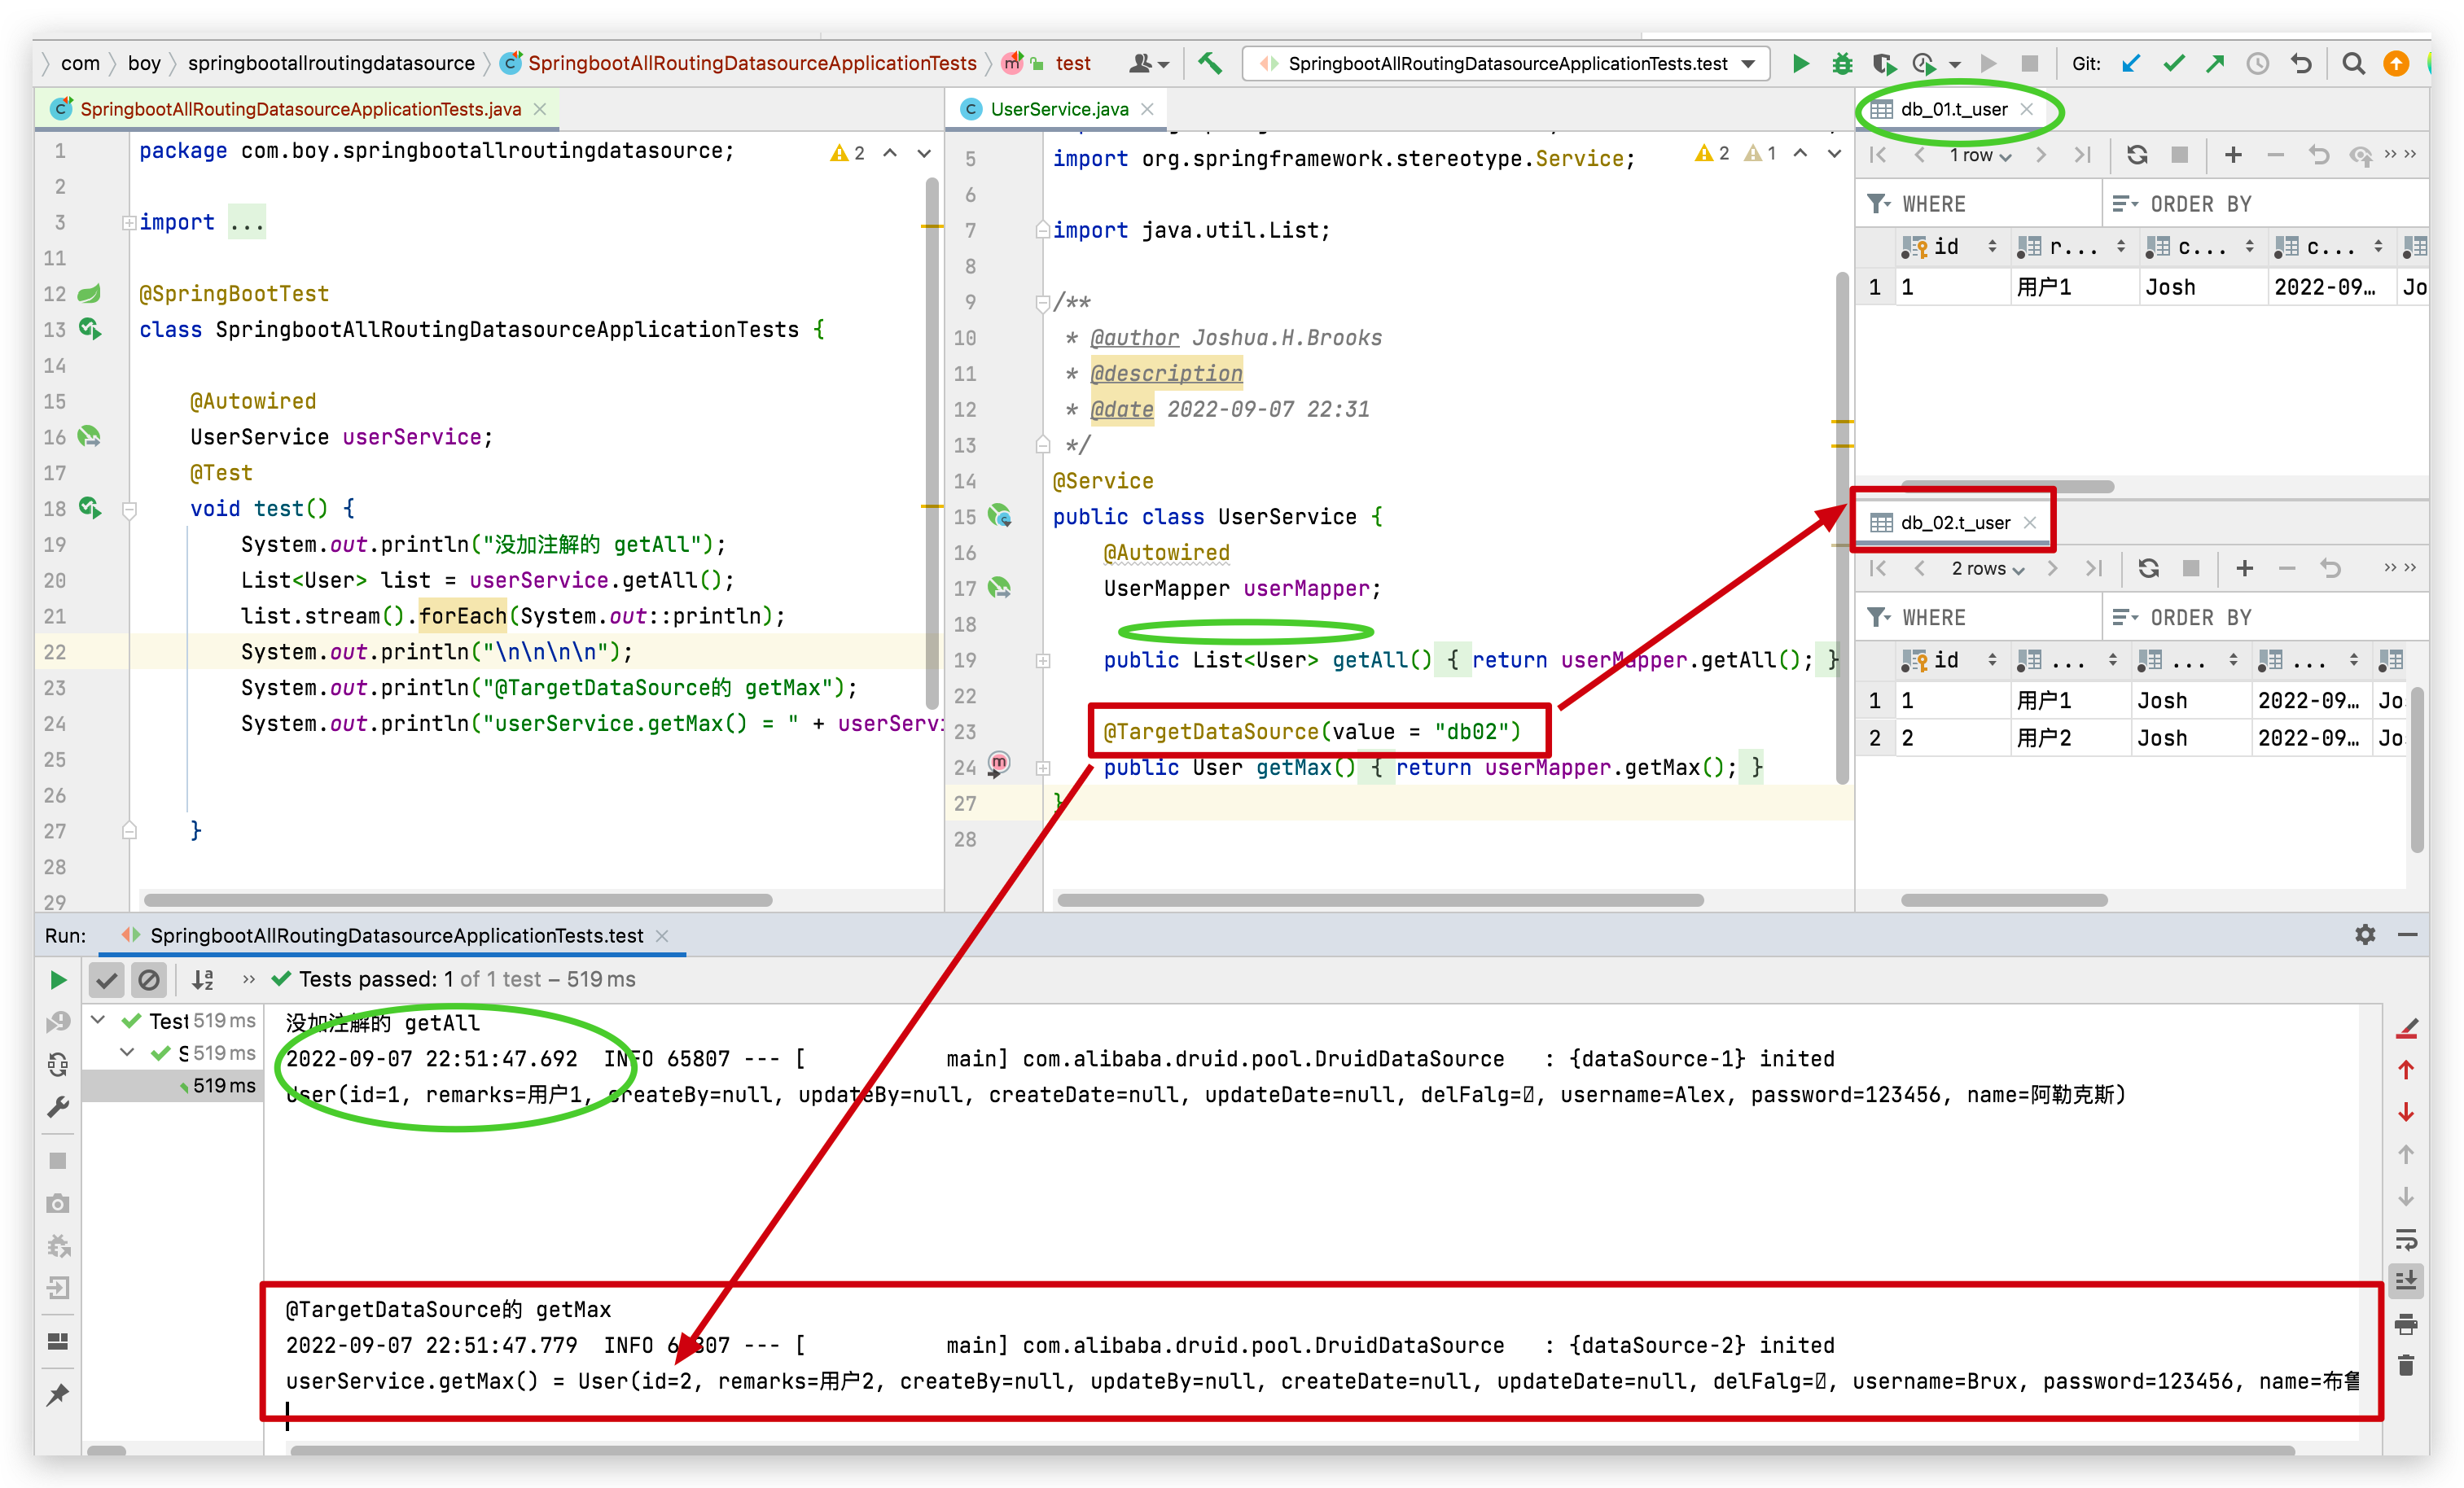 com boy springbootallroutingdatasource SpringbootAllRoutingDatasourceApplicationTests test SpringbootAllRoutingDatasourceApplicationTests.test Git:
SpringbootAllRoutingDatasourceApplicationTests.java
1 package com.boy.springbootallroutingdatasource; 2
2
3 import ...
11
12 @SpringBootTest
13 class SpringbootAllRoutingDatasourceApplicationTests {
14
15 @Autowired
16 UserService userService;
17 @Test
18 void test() {
19 System.out.println("没加注解的 getAll");
20 List<User> list = userService.getAll();
21 list.stream().forEach(System.out::println);
22 System.out.println("\n\n\n\n");
23 System.out.println("@TargetDataSource的 getMax");
24 System.out.println("userService.getMax() = " + userServi
25
26
27 }
28
29
UserService.java
5 import org.springframework.stereotype.Service; 2 1
6
7 import java.util.List;
8
9 /**
10 * @author Joshua.H.Brooks
11 * @description
12 * @date 2022-09-07 22:31
13 */
14 @Service
15 public class UserService {
16 @Autowired
17 UserMapper userMapper;
18
19 public List<User> getAll() { return userMapper.getAll(); }
22
23 @TargetDataSource(value = "db02")
24 public User getMax() { return userMapper.getMax(); }
27 }
28
db_01.t_user
1 row
WHERE ORDER BY
id r... c... c...
1 1 用户1 Josh 2022-09… Jo
db_02.t_user
2 rows
WHERE ORDER BY
id ... ... ...
1 1 用户1 Josh 2022-09… Jo
2 2 用户2 Josh 2022-09… Jo
Run: SpringbootAllRoutingDatasourceApplicationTests.test
Tests passed: 1 of 1 test – 519 ms
Test 519 ms
S 519 ms
519 ms
没加注解的 getAll
2022-09-07 22:51:47.692 INFO 65807 --- [ main] com.alibaba.druid.pool.DruidDataSource : {dataSource-1} inited
User(id=1, remarks=用户1, createBy=null, updateBy=null, createDate=null, updateDate=null, delFalg=, username=Alex, password=123456, name=阿勒克斯)
@TargetDataSource的 getMax
2022-09-07 22:51:47.779 INFO 65807 --- [ main] com.alibaba.druid.pool.DruidDataSource : {dataSource-2} inited
userService.getMax() = User(id=2, remarks=用户2, createBy=null, updateBy=null, createDate=null, updateDate=null, delFalg=, username=Brux, password=123456, name=布鲁